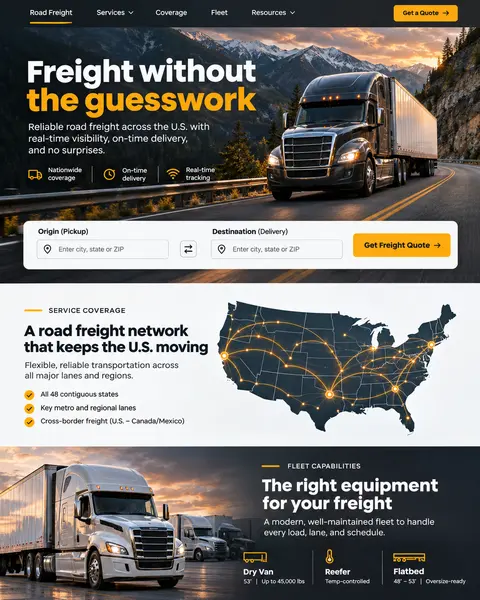 Road Freight
Services
Coverage
Fleet
Resources
Get a Quote →
Freight without
the guesswork
Reliable road freight across the U.S. with
real-time visibility, on-time delivery,
and no surprises.
Nationwide
coverage
On-time
delivery
Real-time
tracking
Origin (Pickup)
Enter city, state or ZIP
Destineation (Delivery)
Enter city, state or ZIP
Get Freight Quote →
SERVICE COVERAGE
A road freight network
that keeps the U.S. moving
Flexible, reliable transportation across
all major lanes and regions.
All 48 contiguous states
Key metro and regional lanes
Cross-border freight (U.S. – Canada/Mexico)
FLEET CAPABILITIES
The right equipment
for your freight
A modern, well-maintained fleet to handle
every load, lane, and schedule.
Dry Van
53' | Up to 45,000 lbs
Reefer
Temp-controlled
Flatbed
48' – 53' | Oversize-ready